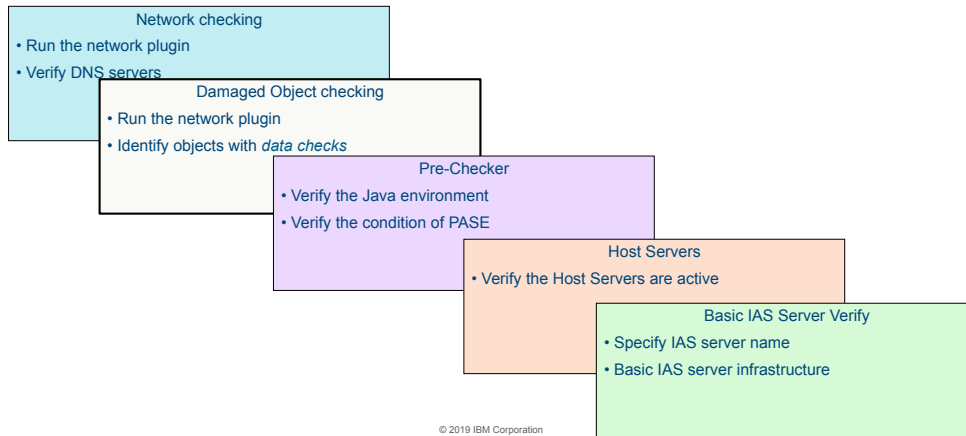 Network checking
• Run the network plugin
• Verify DNS servers
Damaged Object checking
• Run the network plugin
• Identify objects with data checks
Pre-Checker
• Verify the Java environment
• Verify the condition of PASE
Host Servers
• Verify the Host Servers are active
Basic IAS Server Verify
• Specify IAS server name
• Basic IAS server infrastructure
© 2019 IBM Corporation